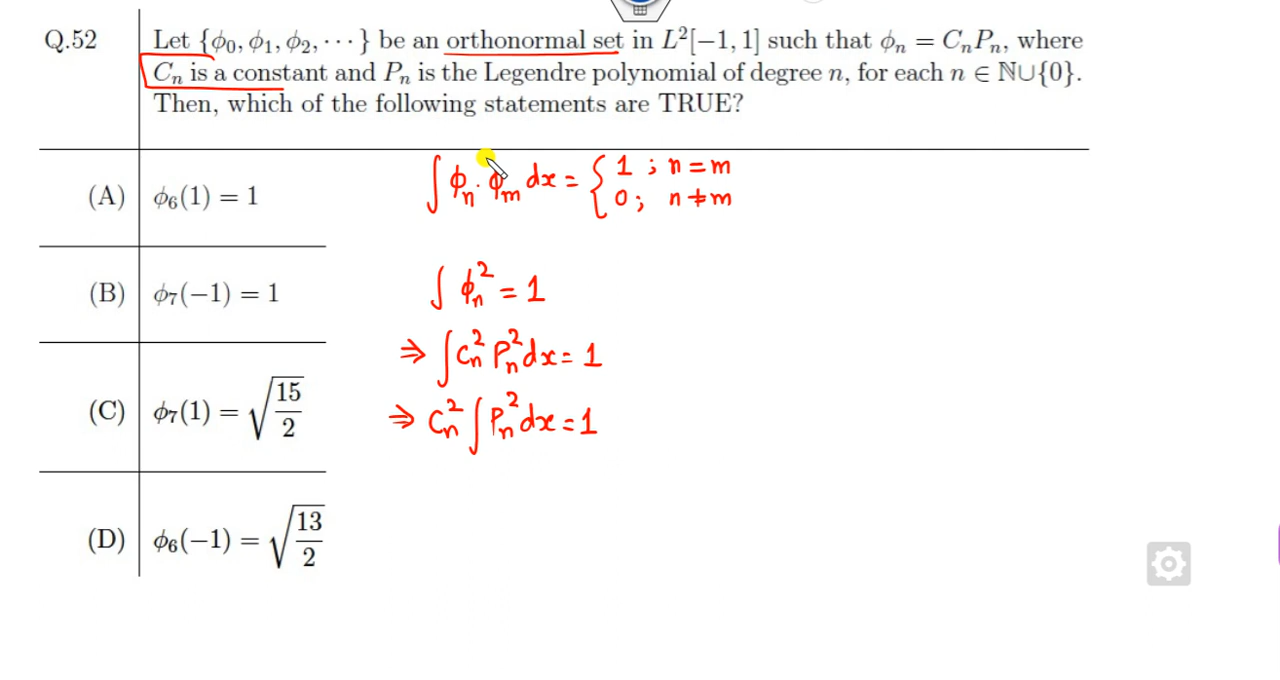 Q.52 Let {ϕ₀, ϕ₁, ϕ₂, ⋯} be an orthonormal set in L²[−1, 1] such that ϕₙ = CₙPₙ, where
Cₙ is a constant and Pₙ is the Legendre polynomial of degree n, for each n ∈ ℕ∪{0}.
Then, which of the following statements are TRUE?
∫ ϕₙ · ϕₘ dx = { 1 ; n = m
0 ; n ≠ m
(A) ϕ₆(1) = 1
(B) ϕ₇(−1) = 1
∫ ϕₙ² = 1
⇒ ∫ Cₙ² Pₙ² dx = 1
(C) ϕ₇(1) = √(15/2)
⇒ Cₙ² ∫ Pₙ² dx = 1
(D) ϕ₆(−1) = √(13/2)